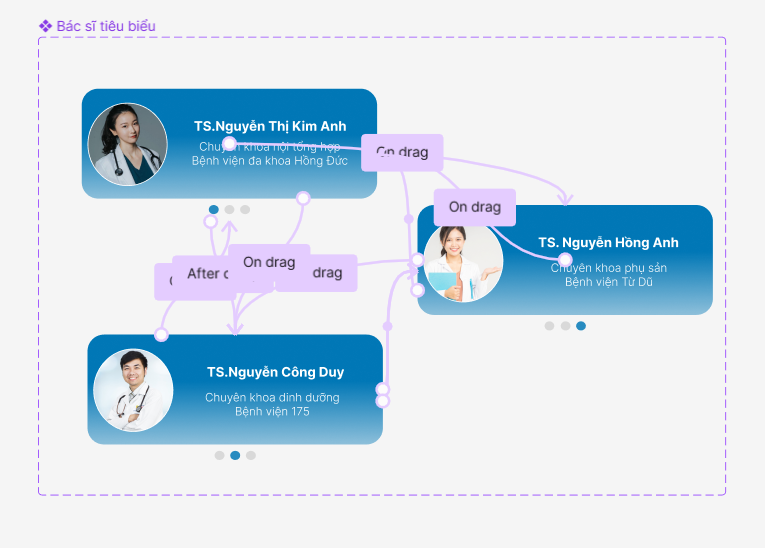 Bác sĩ tiêu biểu
TS.Nguyễn Thị Kim Anh
Chuyên khoa nội tổng hợp
Bệnh viện đa khoa Hồng Đức
On drag
On drag
TS. Nguyễn Hồng Anh
Chuyên khoa phụ sản
Bệnh viện Từ Dũ
On drag
After
drag
TS.Nguyễn Công Duy
Chuyên khoa dinh dưỡng
Bệnh viện 175